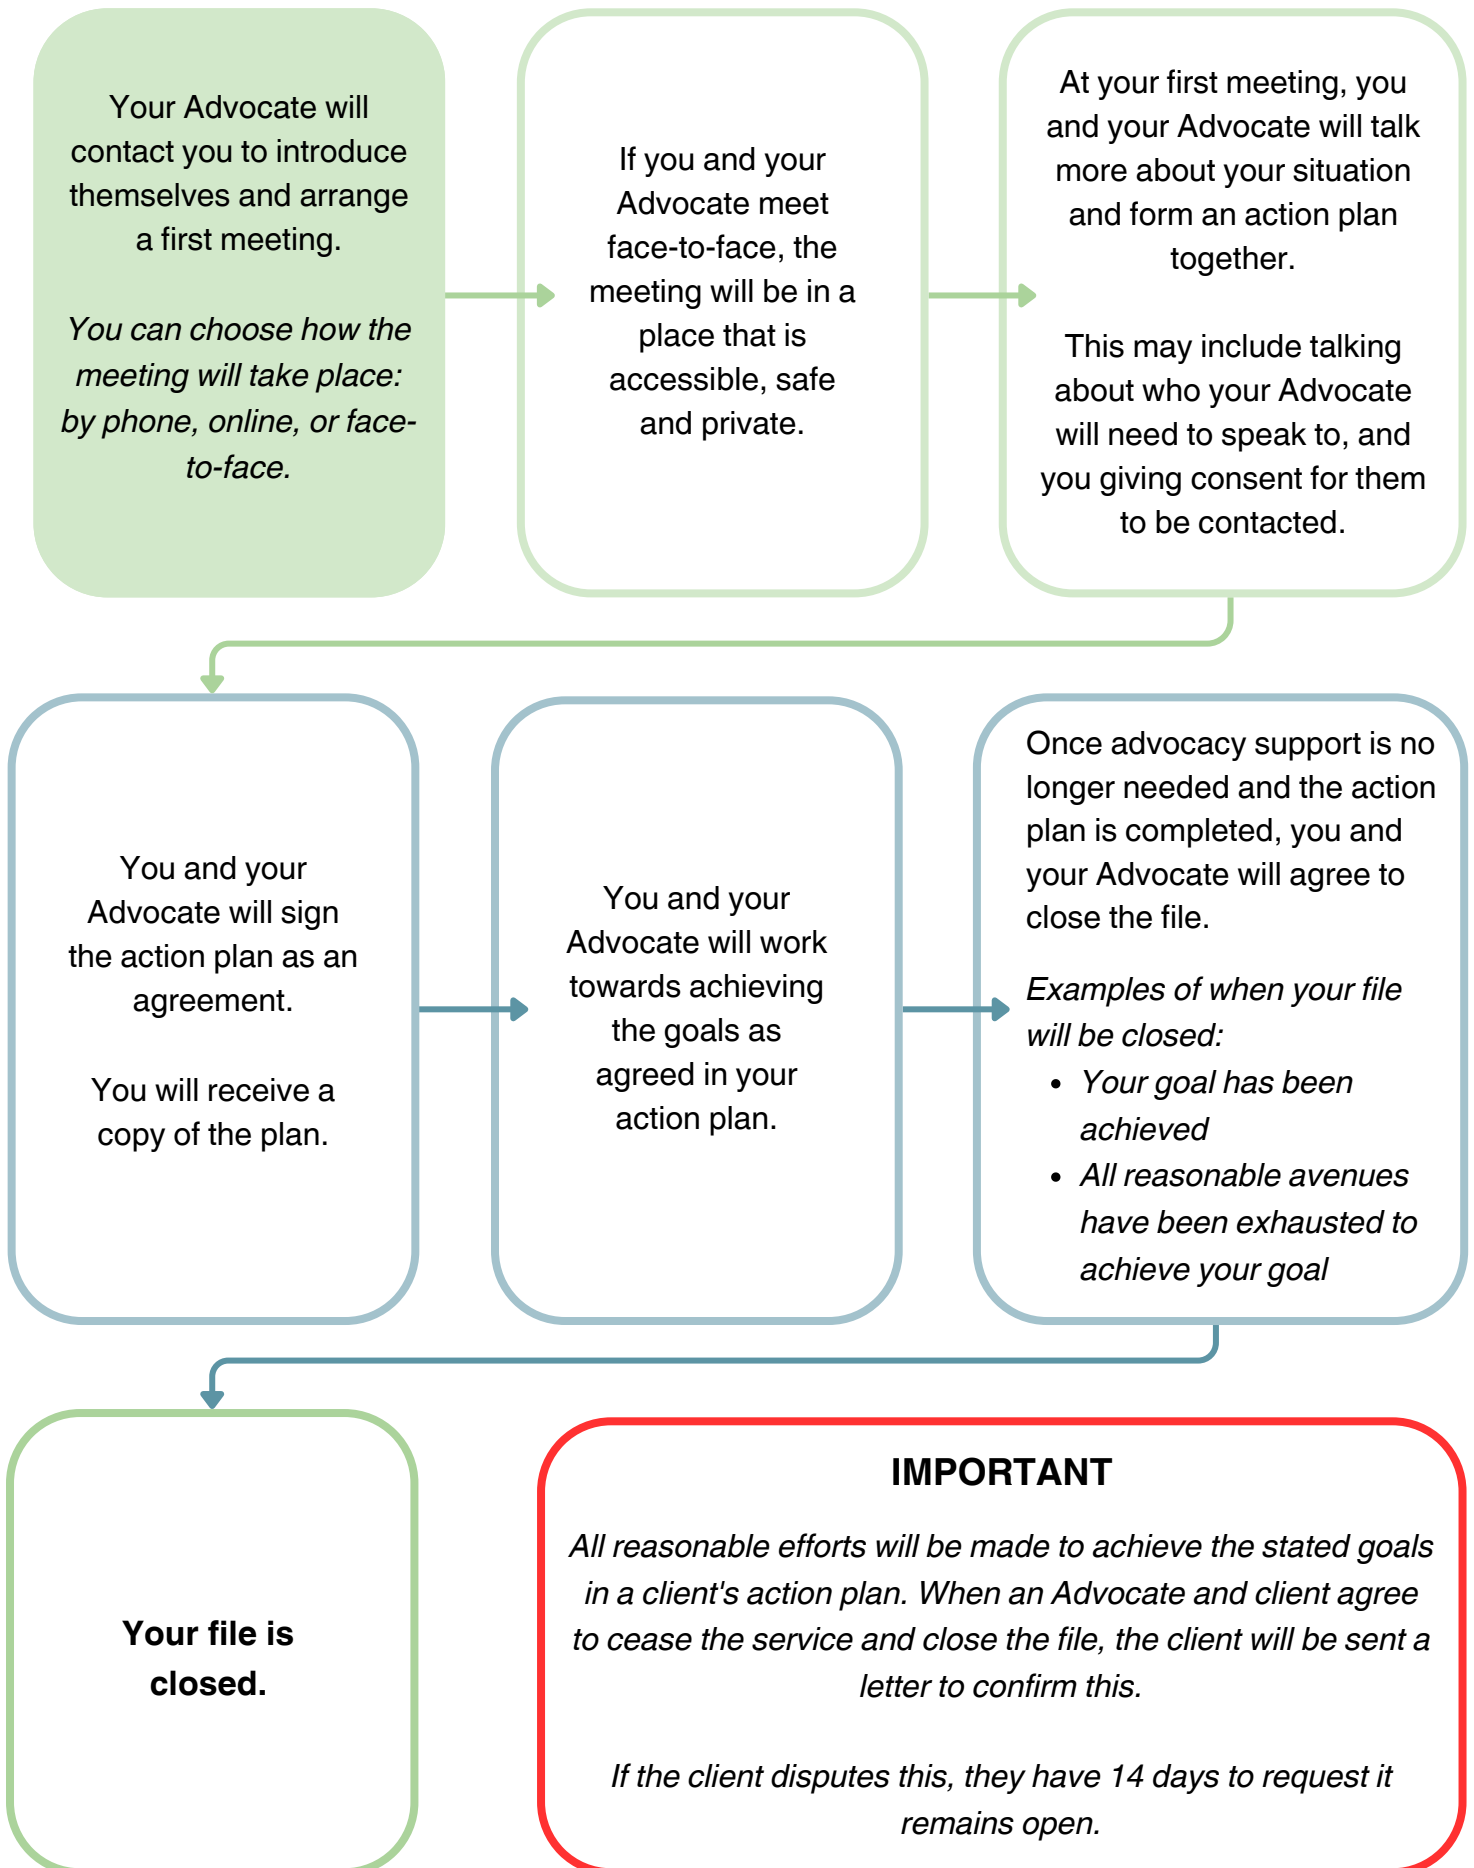 Your Advocate will
contact you to introduce
themselves and arrange
a first meeting.
You can choose how the
meeting will take place:
by phone, online, or face-
to-face.
If you and your
Advocate meet
face-to-face, the
meeting will be in a
place that is
accessible, safe
and private.
At your first meeting, you
and your Advocate will talk
more about your situation
and form an action plan
together.
This may include talking
about who your Advocate
will need to speak to, and
you giving consent for them
to be contacted.
You and your
Advocate will sign
the action plan as an
agreement.
You will receive a
copy of the plan.
You and your
Advocate will work
towards achieving
the goals as
agreed in your
action plan.
Once advocacy support is no
longer needed and the action
plan is completed, you and
your Advocate will agree to
close the file.
Examples of when your file
will be closed:
• Your goal has been
achieved
• All reasonable avenues
have been exhausted to
achieve your goal
Your file is
closed.
IMPORTANT
All reasonable efforts will be made to achieve the stated goals
in a client's action plan. When an Advocate and client agree
to cease the service and close the file, the client will be sent a
letter to confirm this.
If the client disputes this, they have 14 days to request it
remains open.